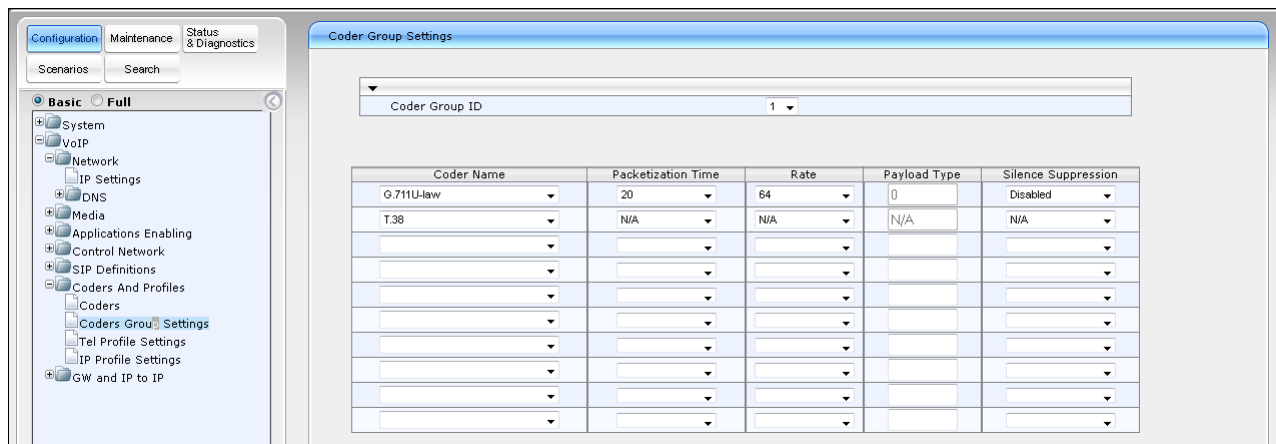 Configuration Maintenance Status & Diagnostics
Scenarios Search
Basic Full
System
VoIP
Network
IP Settings
DNS
Media
Applications Enabling
Control Network
SIP Definitions
Coders And Profiles
Coders
Coders Group Settings
Tel Profile Settings
IP Profile Settings
GW and IP to IP
Coder Group Settings
Coder Group ID 1
Coder Name Packetization Time Rate Payload Type Silence Suppression
G.711U-law 20 64 0 Disabled
T.38 N/A N/A N/A N/A